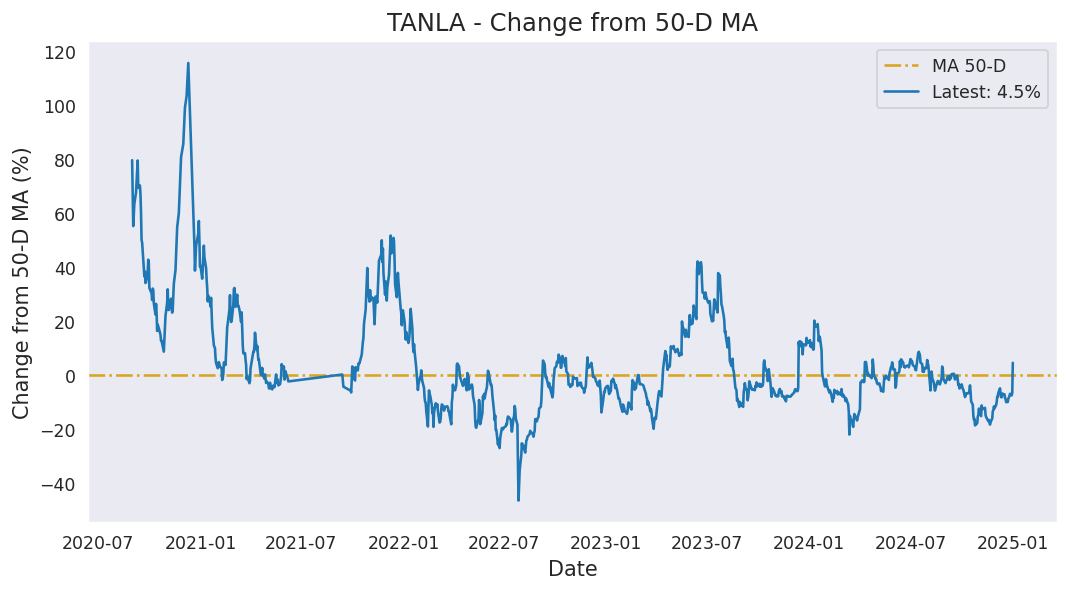 TANLA - Change from 50-D MA
MA 50-D
Latest: 4.5%
Change from 50-D MA (%)
120
100
80
60
40
20
0
−20
−40
2020-07 2021-01 2021-07 2022-01 2022-07 2023-01 2023-07 2024-01 2024-07 2025-01
Date